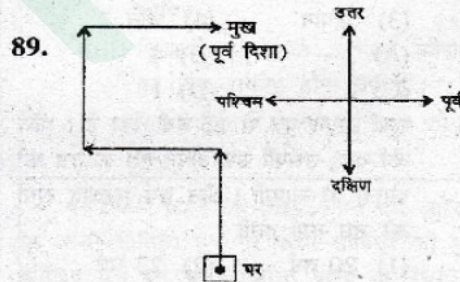 89.
मुख
(पूर्व दिशा)
घर
उत्तर
पश्चिम
पूर्व
दक्षिण